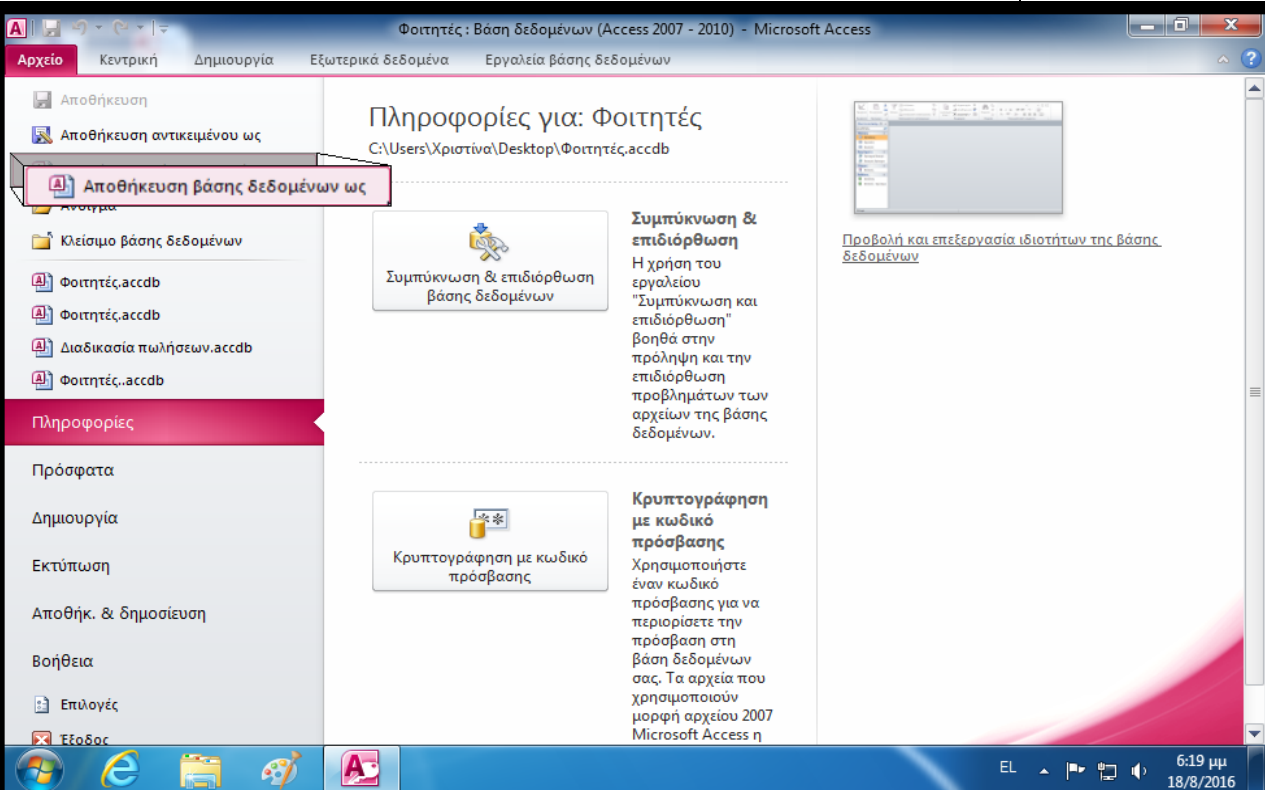 Φοιτητές : Βάση δεδομένων (Access 2007 - 2010) - Microsoft Access
Αρχείο Κεντρική Δημιουργία Εξωτερικά δεδομένα Εργαλεία βάσης δεδομένων
Αποθήκευση
Αποθήκευση αντικειμένου ως
Αποθήκευση βάσης δεδομένων ως
Άνοιγμα
Κλείσιμο βάσης δεδομένων
Φοιτητές.accdb
Φοιτητές.accdb
Διαδικασία πωλήσεων.accdb
Φοιτητές..accdb
Πληροφορίες
Πρόσφατα
Δημιουργία
Εκτύπωση
Αποθήκ. & δημοσίευση
Βοήθεια
Επιλογές
Έξοδος
Πληροφορίες για: Φοιτητές
C:\Users\Χριστίνα\Desktop\Φοιτητές.accdb
Συμπύκνωση & επιδιόρθωση
βάσης δεδομένων
Συμπύκνωση &
επιδιόρθωση
Η χρήση του
εργαλείου
"Συμπύκνωση και
επιδιόρθωση"
βοηθά στην
πρόληψη και την
επιδιόρθωση
προβλημάτων των
αρχείων της βάσης
δεδομένων.
Κρυπτογράφηση με κωδικό
πρόσβασης
Κρυπτογράφηση
με κωδικό
πρόσβασης
Χρησιμοποιήστε
έναν κωδικό
πρόσβασης για να
περιορίσετε την
πρόσβαση στη
βάση δεδομένων
σας. Τα αρχεία που
χρησιμοποιούν
μορφή αρχείου 2007
Microsoft Access η
Προβολή και επεξεργασία ιδιοτήτων της βάσης
δεδομένων
EL
6:19 μμ
18/8/2016